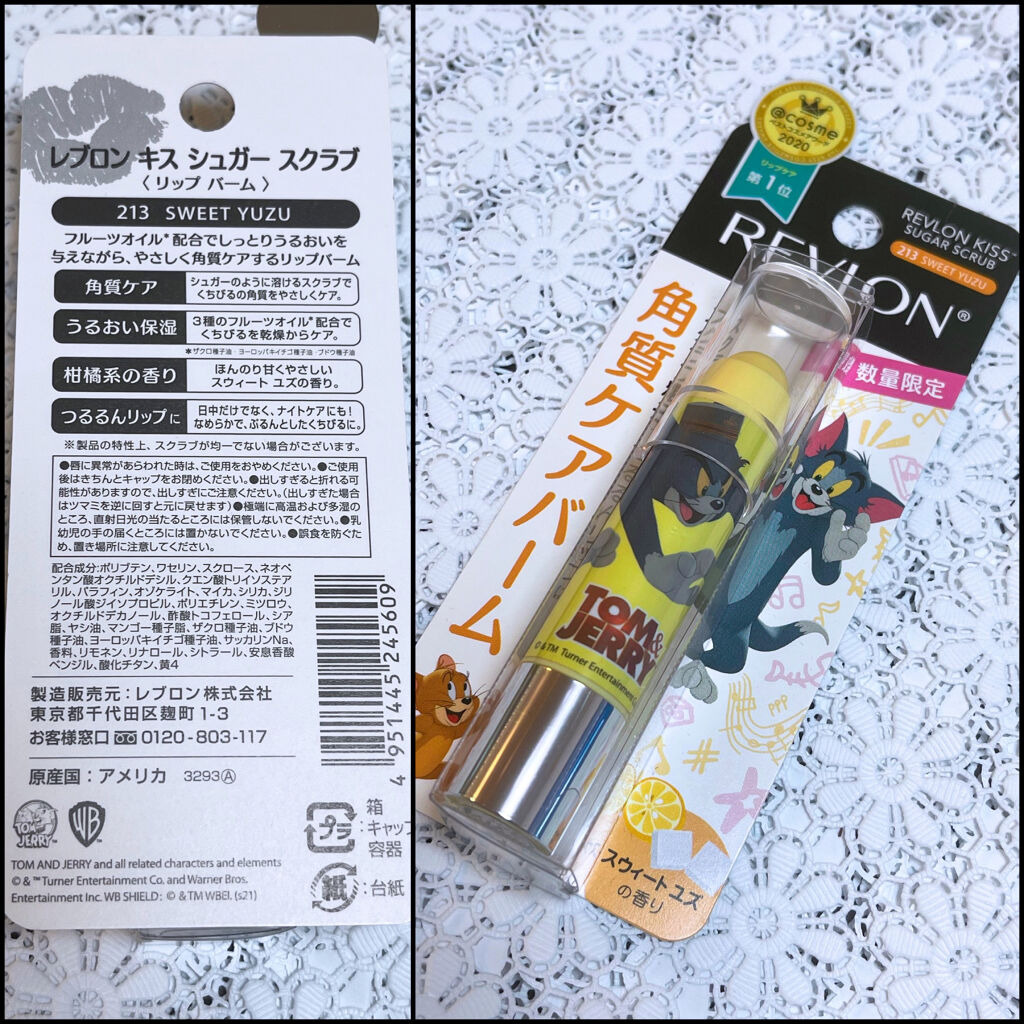 レブロン キス シュガー スクラブ
〈 リップ バーム 〉
213 SWEET YUZU
フルーツオイル*配合でしっとりうるおいを
与えながら、やさしく角質ケアするリップバーム
角質ケア
シュガーのように溶けるスクラブで
くちびるの角質をやさしくケア。
うるおい保湿
3種のフルーツオイル*配合で
くちびるを乾燥からケア。
*ザクロ種子油・ヨーロッパキイチゴ種子油・ブドウ種子油
柑橘系の香り
ほんのり甘くやさしい
スウィート ユズの香り。
つるるんリップに
日中だけでなく、ナイトケアにも!
なめらかで、ぷるんとしたくちびるに。
※製品の特性上、スクラブが均一でない場合がございます。
●唇に異常があらわれた時は、ご使用をおやめください。●ご使用
後はきちんとキャップをお閉めください。●出しすぎると折れる可
能性がありますので、出しすぎにご注意ください。(出しすぎた場合
はツマミを逆に回すと元に戻せます)●極端に高温および多湿の
ところ、直射日光の当たるところには保管しないでください。●乳
幼児の手の届くところには置かないでください。●誤食を防ぐた
め、置き場所に注意してください。
配合成分:ポリブテン、ワセリン、スクロース、ネオペ
ンタン酸オクチルドデシル、クエン酸トリイソステア
リル、パラフィン、オゾケライト、マイカ、シリカ、ジリ
ノール酸ジイソプロピル、ポリエチレン、ミツロウ、
オクチルドデカノール、酢酸トコフェロール、シア
脂、ヤシ油、マンゴー種子脂、ザクロ種子油、ブドウ
種子油、ヨーロッパキイチゴ種子油、サッカリンNa、
香料、リモネン、リナロール、シトラール、安息香酸
ベンジル、酸化チタン、黄4
製造販売元:レブロン株式会社
東京都千代田区麹町1-3
お客様窓口 0120-803-117
原産国:アメリカ 3293Ⓐ
4 951445 245609
TOM AND JERRY
WB
プラ
箱
:キャップ
容器
紙
:台紙
TOM AND JERRY and all related characters and elements
© & ™ Turner Entertainment Co. and Warner Bros.
Entertainment Inc. WB SHIELD: © & TM WBEI. (s21)
@cosme
ベストコスメアワード
2020
リップケア
第1位
REVLON®
REVLON KISS™
SUGAR SCRUB
213 SWEET YUZU
数量限定
角質ケアバーム
TOM &
JERRY
© & TM Turner Entertainment
スウィート ユズ
の香り